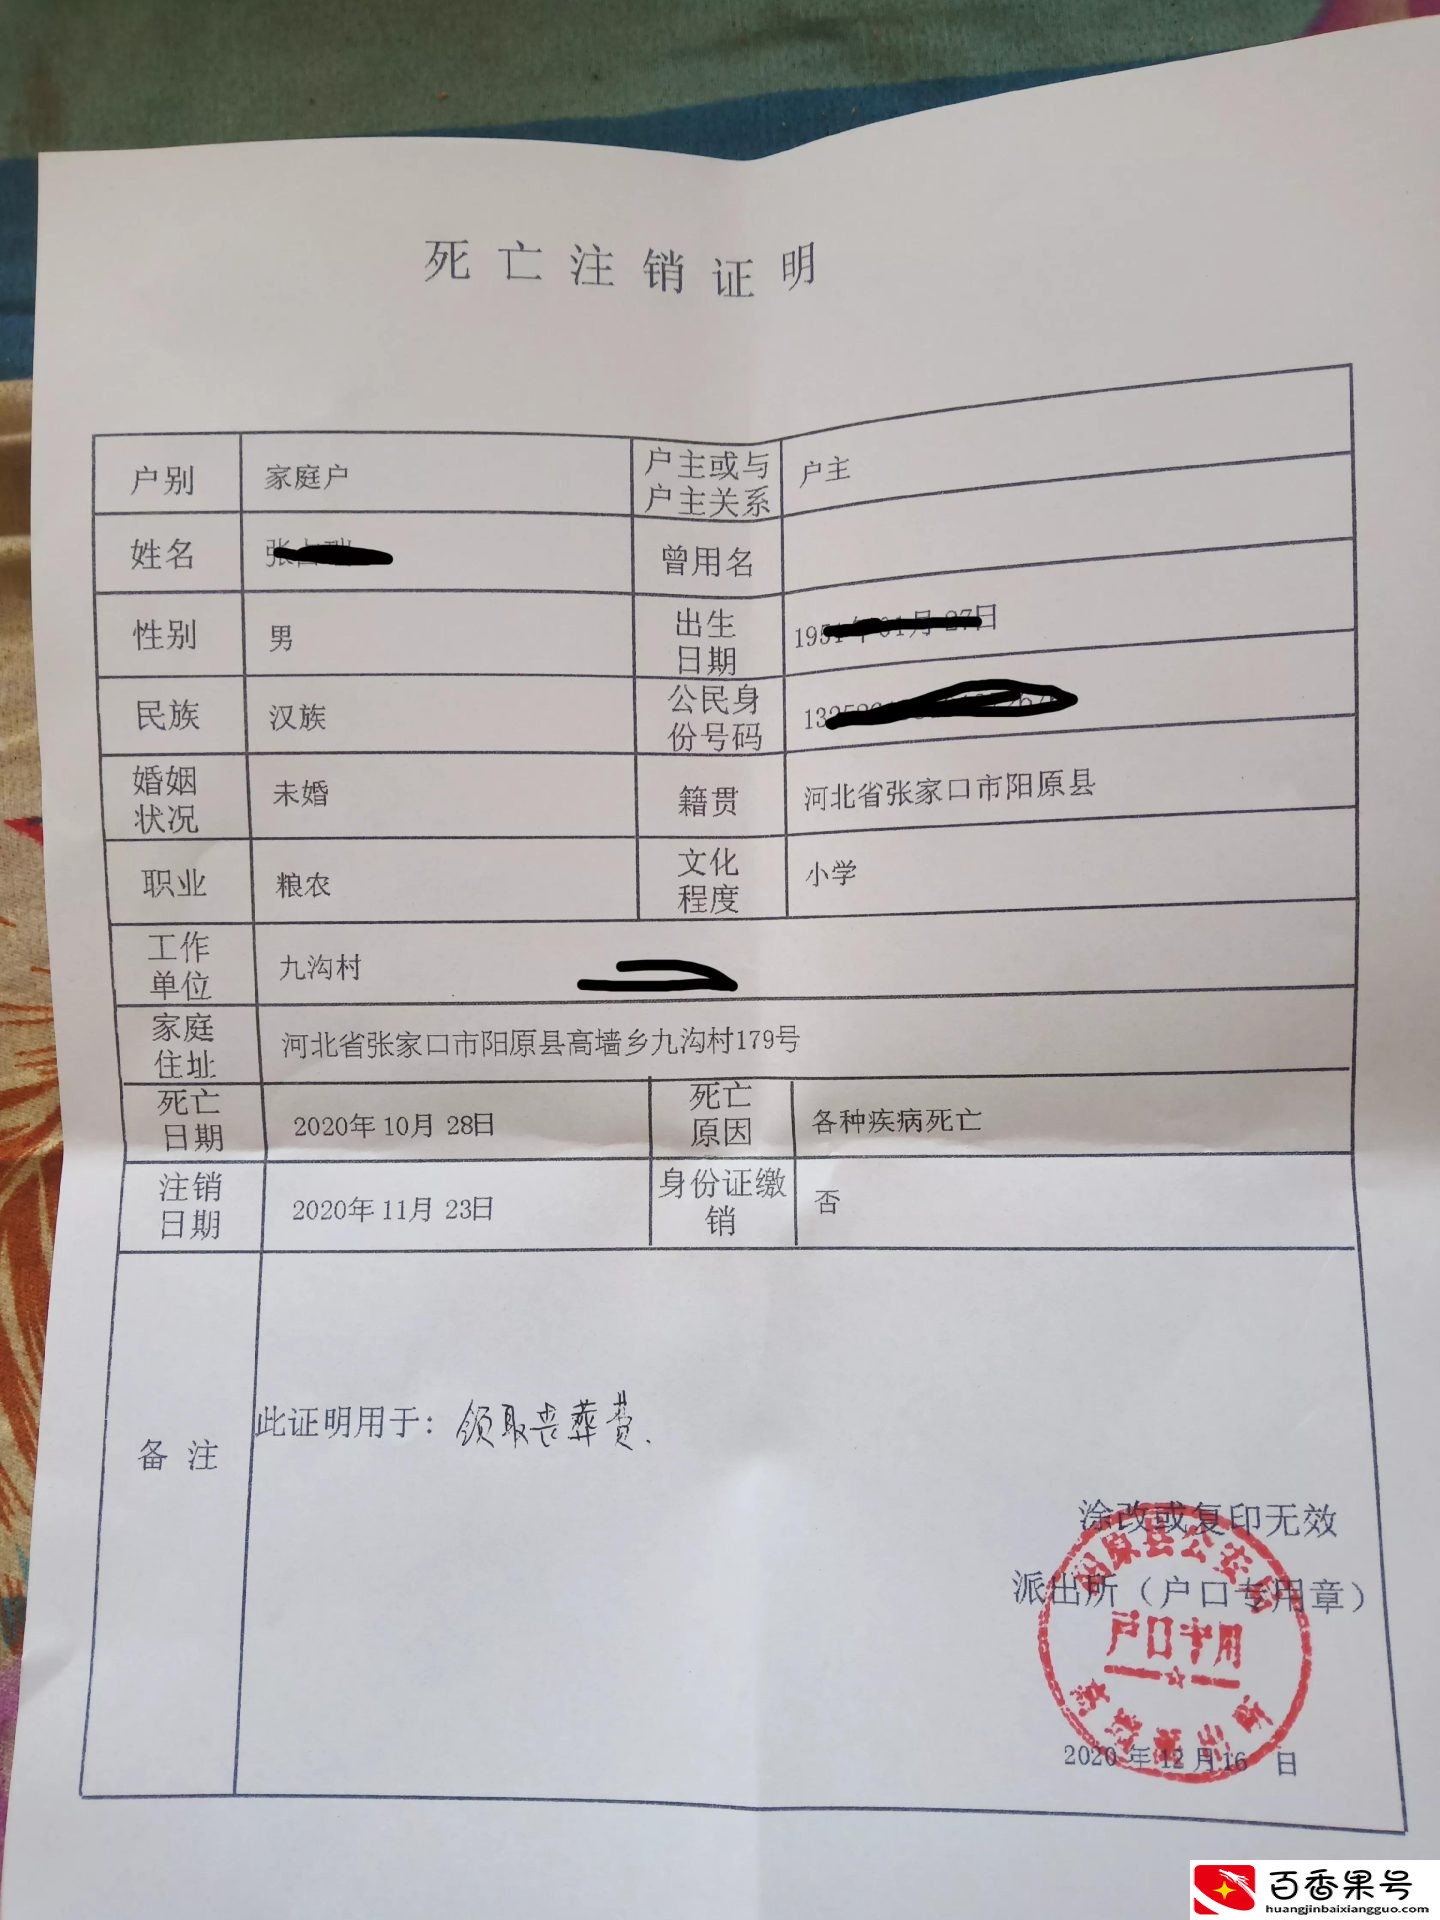 死亡注销证明
户别 家庭户 户主或与户主关系 户主
姓名 张 曾用名
性别 男 出生日期 195 日
民族 汉族 公民身份号码 13
婚姻状况 未婚 籍贯 河北省张家口市阳原县
职业 粮农 文化程度 小学
工作单位 九沟村
家庭住址 河北省张家口市阳原县高墙乡九沟村179号
死亡日期 2020年10月28日 死亡原因 各种疾病死亡
注销日期 2020年11月23日 身份证缴销 否
备注 此证明用于：领取丧葬费.
涂改或复印无效
阳原县公安局
派出所（户口专用章）
户口专用
2020年12月16日
百香果号
huangjinbaixiangguo.com